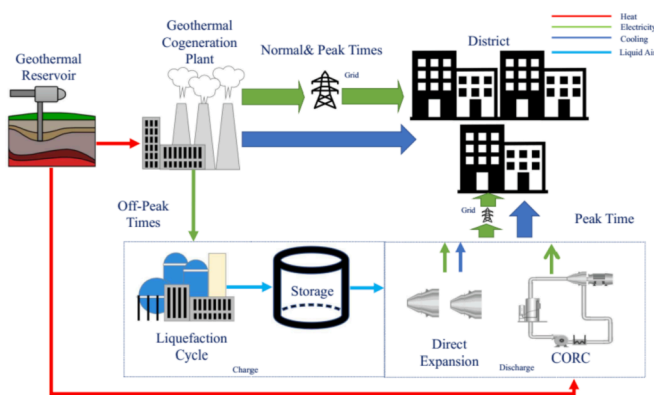 Heat
Electricity
Cooling
Liquid Air
Geothermal
Reservoir
Geothermal
Cogeneration
Plant
Normal& Peak Times
Grid
District
Off-Peak
Times
Grid
Peak Time
Liquefaction
Cycle
Storage
Direct
Expansion
CORC
Charge
Discharge